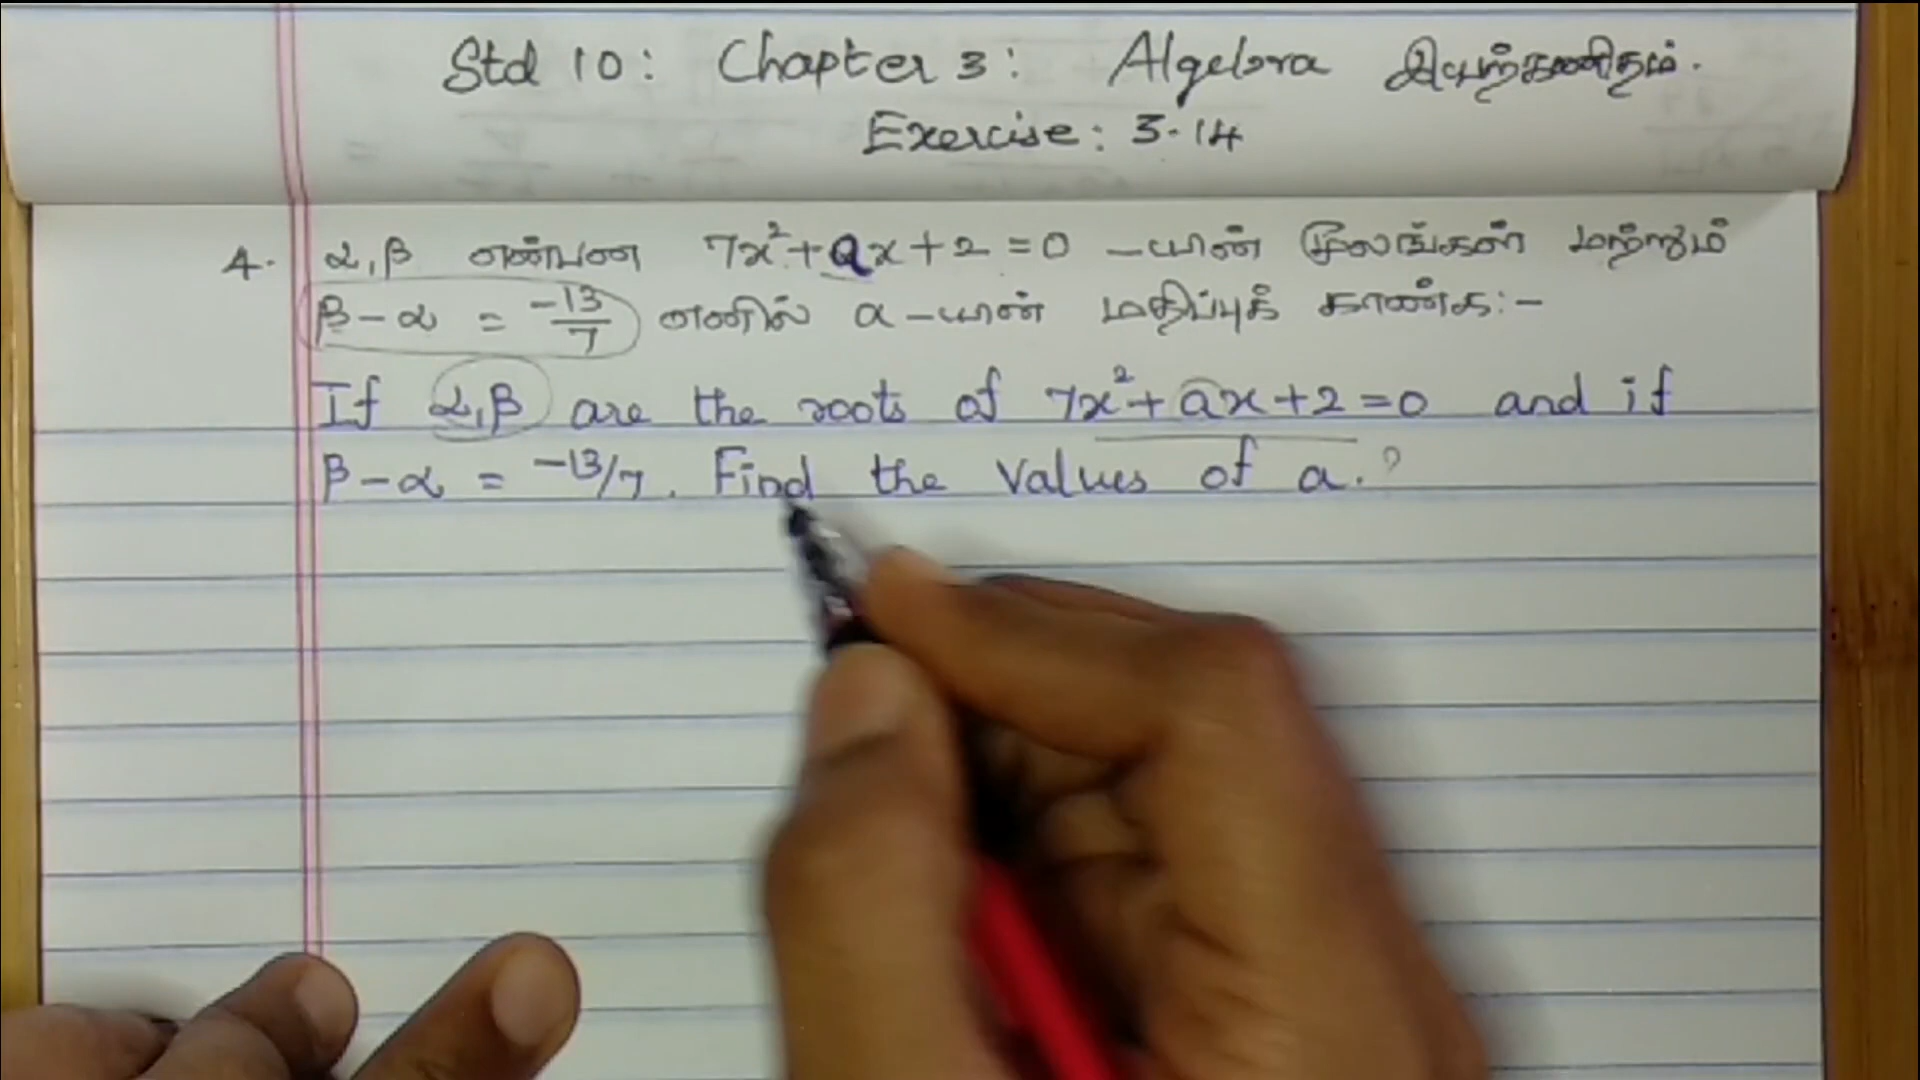 Std 10: Chapter 3: Algebra இயற்கணிதம்.
Exercise: 3.14
4. α,β என்பன 7x²+ax+2=0 -யின் மூலங்கள் மற்றும்
β-α = -13/7 எனில் a-யின் மதிப்புக் காண்க:-
If α,β are the roots of 7x²+ax+2=0 and if
β-α = -13/7. Find the Values of a.?